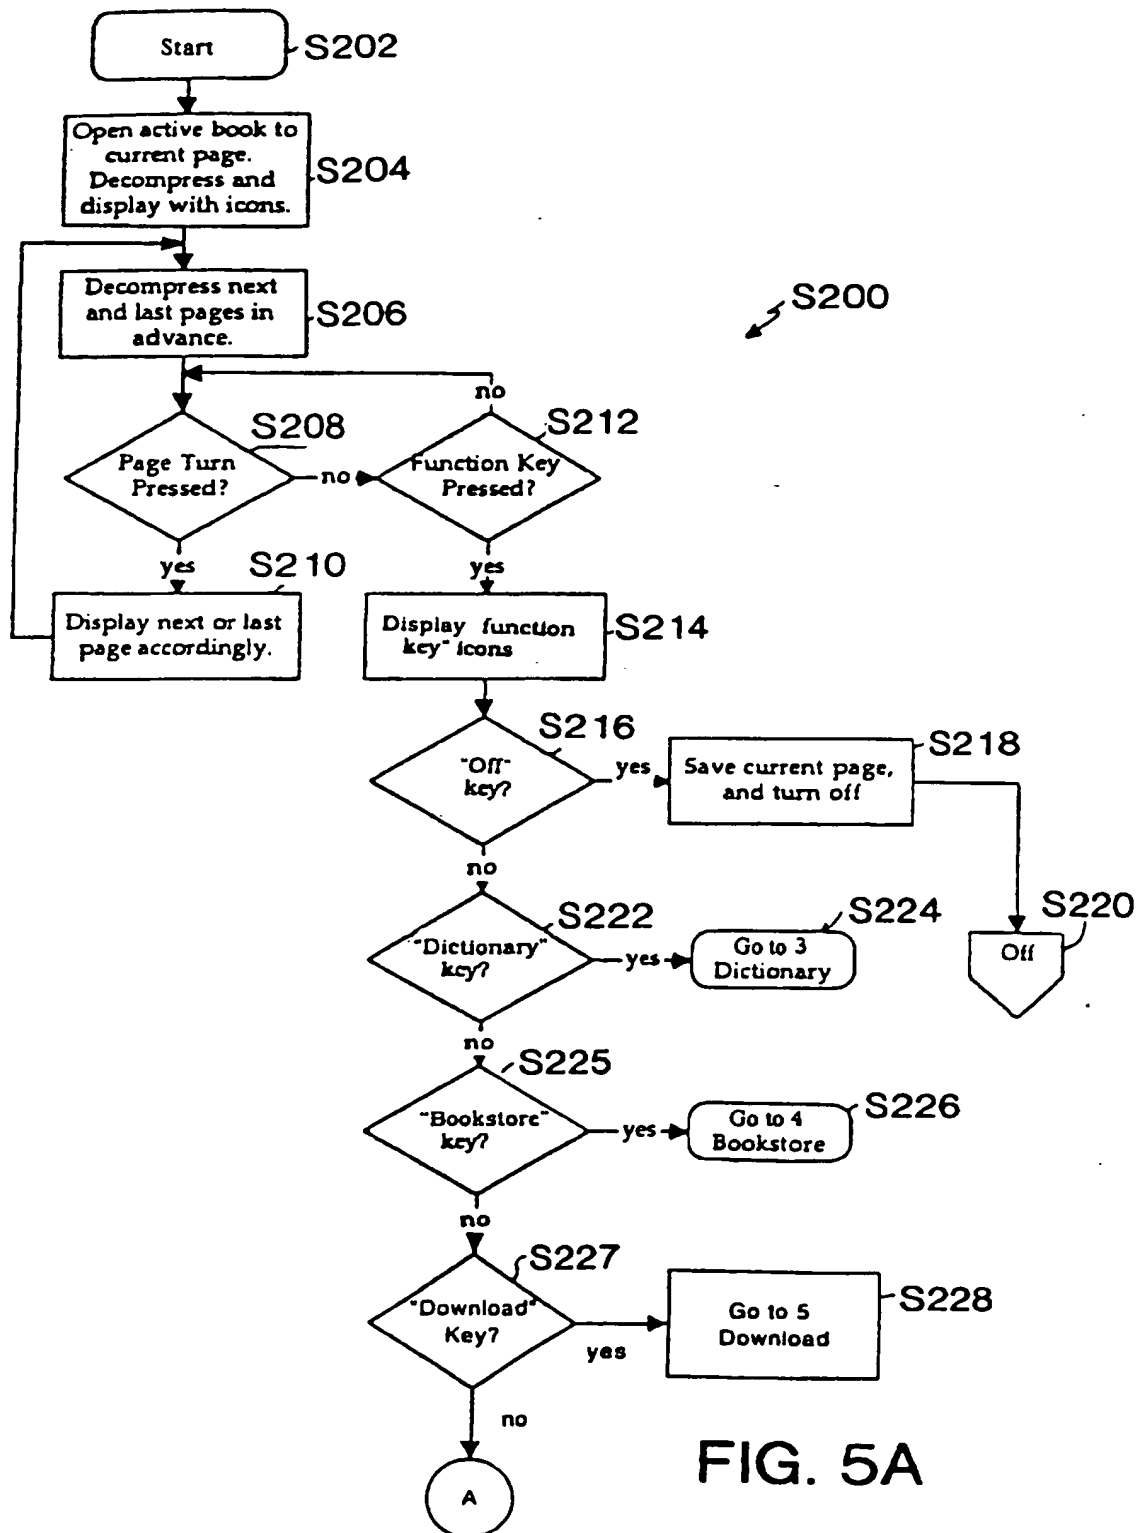 Start
S202
Open active book to
current page.
Decompress and
display with icons.
S204
Decompress next
and last pages in
advance.
S206
S200
no
S208
S212
Page Turn
Pressed?
no
Function Key
Pressed?
yes
S210
yes
Display next or last
page accordingly.
Display function
key" icons
S214
S216
"Off"
key?
yes
Save current page,
and turn off
S218
no
S222
"Dictionary"
key?
yes
Go to 3
Dictionary
S224
S220
Off
no
S225
"Bookstore"
key?
yes
Go to 4
Bookstore
S226
no
S227
"Download"
Key?
yes
Go to 5
Download
S228
no
A
FIG. 5A